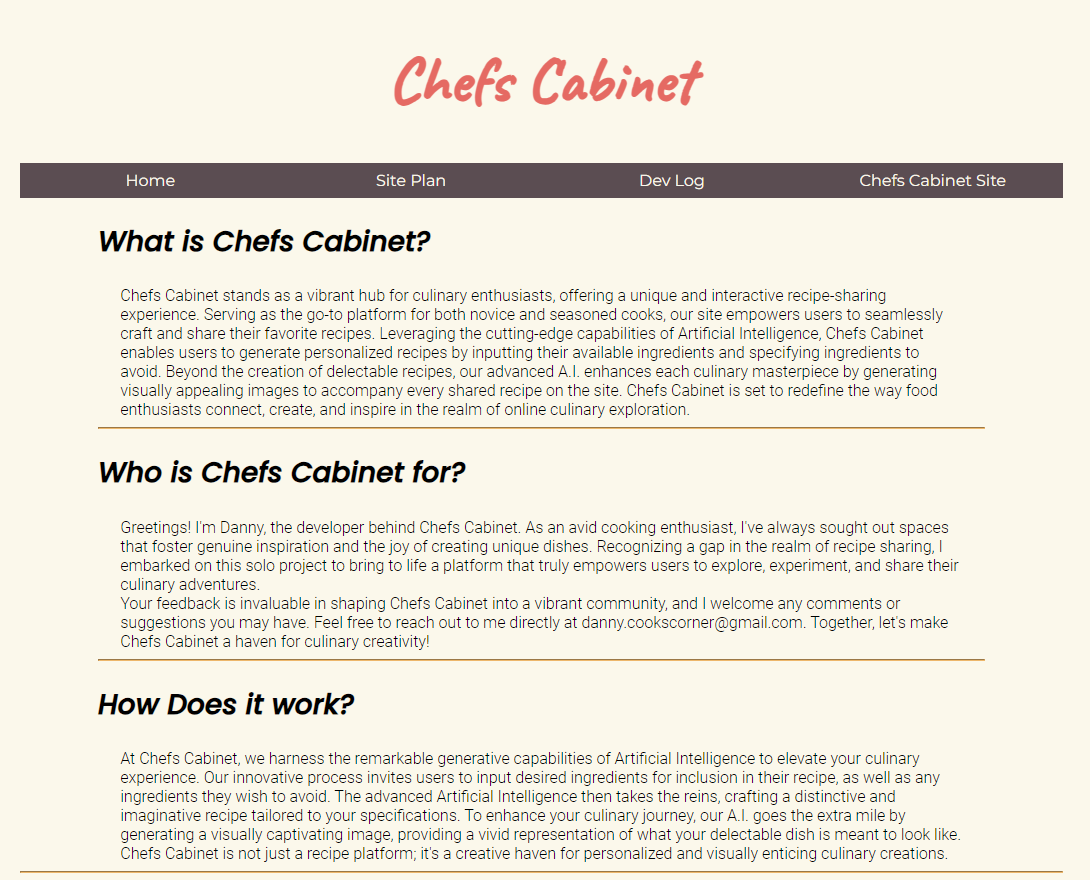 Chefs Cabinet
Home Site Plan Dev Log Chefs Cabinet Site
What is Chefs Cabinet?
Chefs Cabinet stands as a vibrant hub for culinary enthusiasts, offering a unique and interactive recipe-sharing
experience. Serving as the go-to platform for both novice and seasoned cooks, our site empowers users to seamlessly
craft and share their favorite recipes. Leveraging the cutting-edge capabilities of Artificial Intelligence, Chefs Cabinet
enables users to generate personalized recipes by inputting their available ingredients and specifying ingredients to
avoid. Beyond the creation of delectable recipes, our advanced A.I. enhances each culinary masterpiece by generating
visually appealing images to accompany every shared recipe on the site. Chefs Cabinet is set to redefine the way food
enthusiasts connect, create, and inspire in the realm of online culinary exploration.
Who is Chefs Cabinet for?
Greetings! I'm Danny, the developer behind Chefs Cabinet. As an avid cooking enthusiast, I've always sought out spaces
that foster genuine inspiration and the joy of creating unique dishes. Recognizing a gap in the realm of recipe sharing, I
embarked on this solo project to bring to life a platform that truly empowers users to explore, experiment, and share their
culinary adventures.
Your feedback is invaluable in shaping Chefs Cabinet into a vibrant community, and I welcome any comments or
suggestions you may have. Feel free to reach out to me directly at danny.cookscorner@gmail.com. Together, let's make
Chefs Cabinet a haven for culinary creativity!
How Does it work?
At Chefs Cabinet, we harness the remarkable generative capabilities of Artificial Intelligence to elevate your culinary
experience. Our innovative process invites users to input desired ingredients for inclusion in their recipe, as well as any
ingredients they wish to avoid. The advanced Artificial Intelligence then takes the reins, crafting a distinctive and
imaginative recipe tailored to your specifications. To enhance your culinary journey, our A.I. goes the extra mile by
generating a visually captivating image, providing a vivid representation of what your delectable dish is meant to look like.
Chefs Cabinet is not just a recipe platform; it's a creative haven for personalized and visually enticing culinary creations.